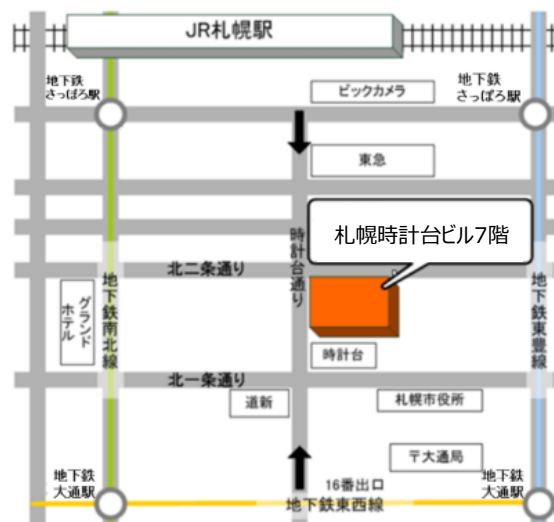 JR札幌駅
地下鉄
さっぽろ駅
ビックカメラ
地下鉄
さっぽろ駅
東急
札幌時計台ビル7階
時計台通り
北二条通り
グランド
ホテル
地下鉄南北線
地下鉄東豊線
時計台
北一条通り
道新
札幌市役所
〒大通局
地下鉄
大通駅
16番出口
地下鉄東西線
地下鉄
大通駅